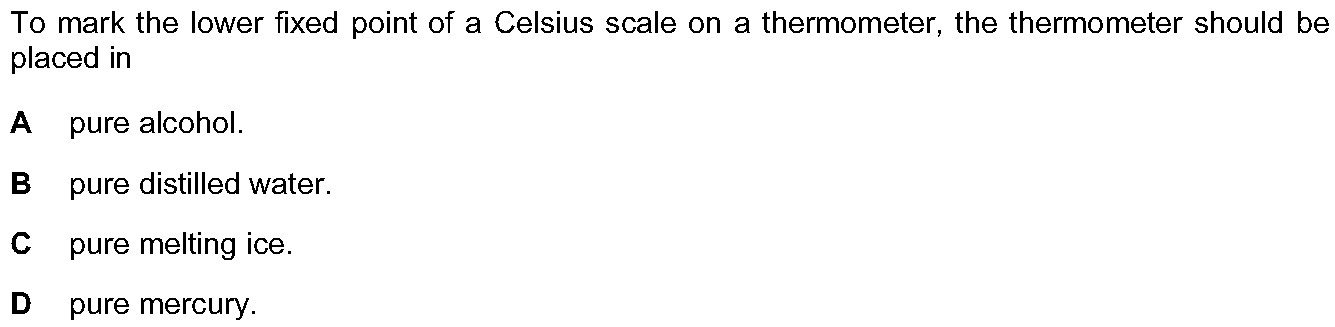 To mark the lower fixed point of a Celsius scale on a thermometer, the thermometer should be
placed in
A pure alcohol.
B pure distilled water.
C pure melting ice.
D pure mercury.